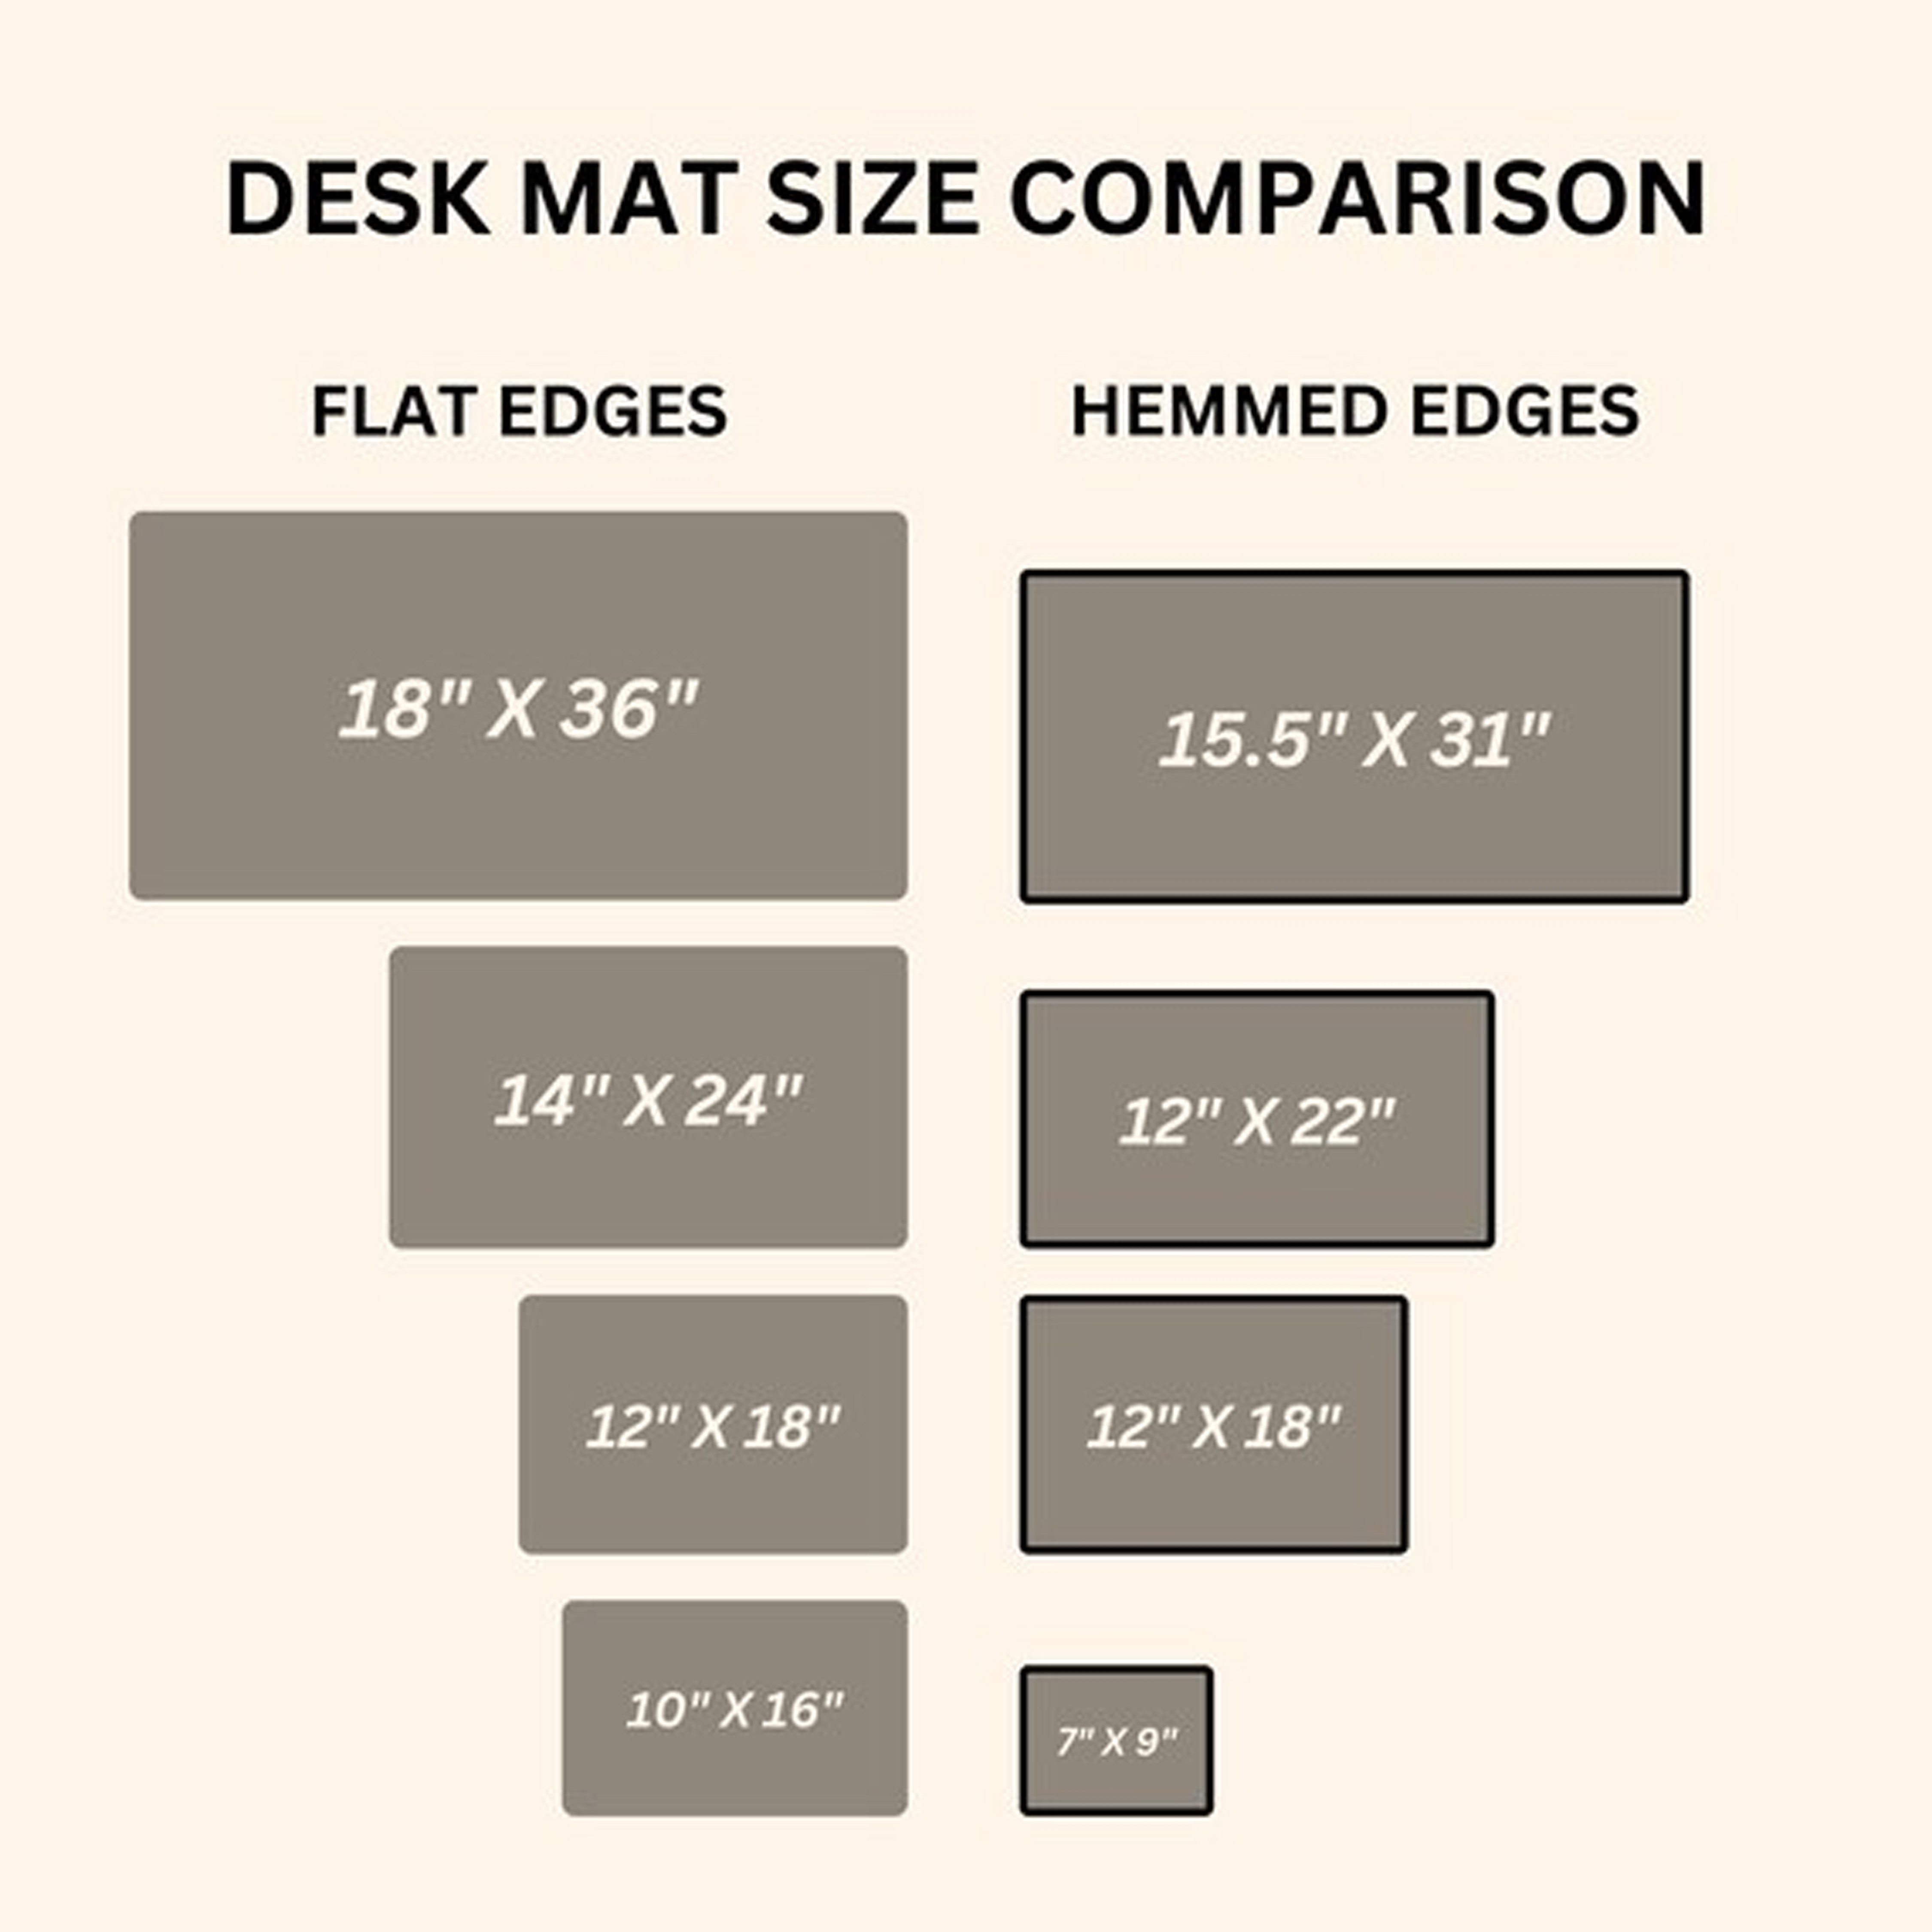 DESK MAT SIZE COMPARISON
FLAT EDGES
HEMMED EDGES
18" X 36"
15.5" X 31"
14" X 24"
12" X 22"
12" X 18"
12" X 18"
10" X 16"
7" X 9"